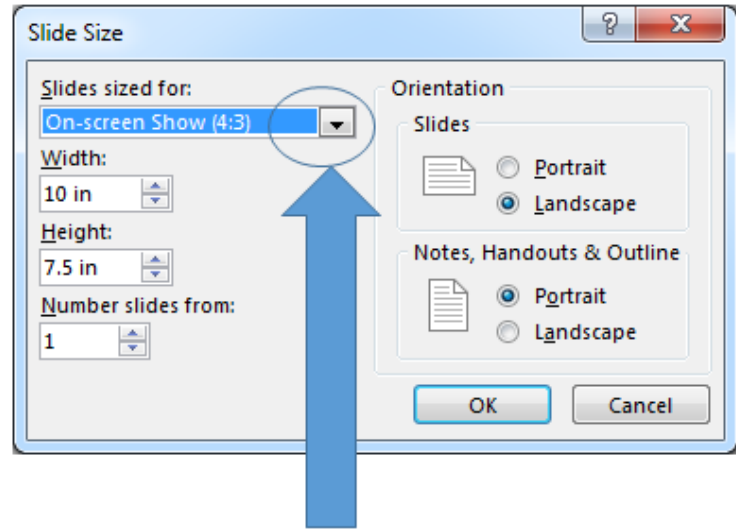 Slide Size
Slides sized for:
On-screen Show (4:3)
Width:
10 in
Height:
7.5 in
Number slides from:
1
Orientation
Slides
Portrait
Landscape
Notes, Handouts & Outline
Portrait
Landscape
OK
Cancel